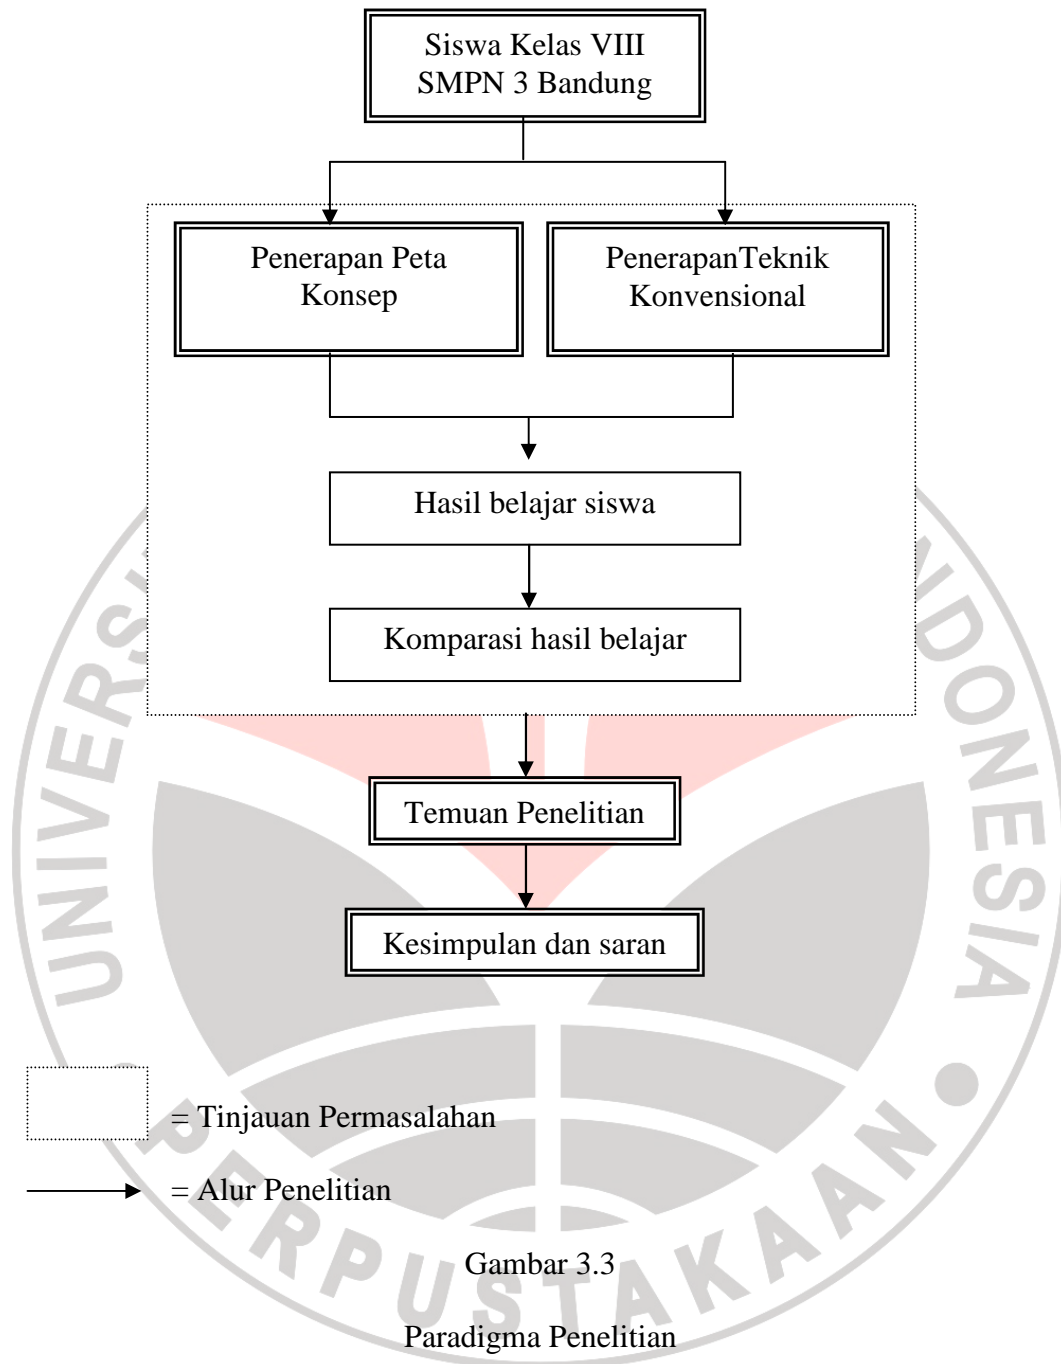 Siswa Kelas VIII
SMPN 3 Bandung
Penerapan Peta
Konsep
PenerapanTeknik
Konvensional
Hasil belajar siswa
Komparasi hasil belajar
Temuan Penelitian
Kesimpulan dan saran
= Tinjauan Permasalahan
= Alur Penelitian
Gambar 3.3
Paradigma Penelitian
PERPUSTAKAAN